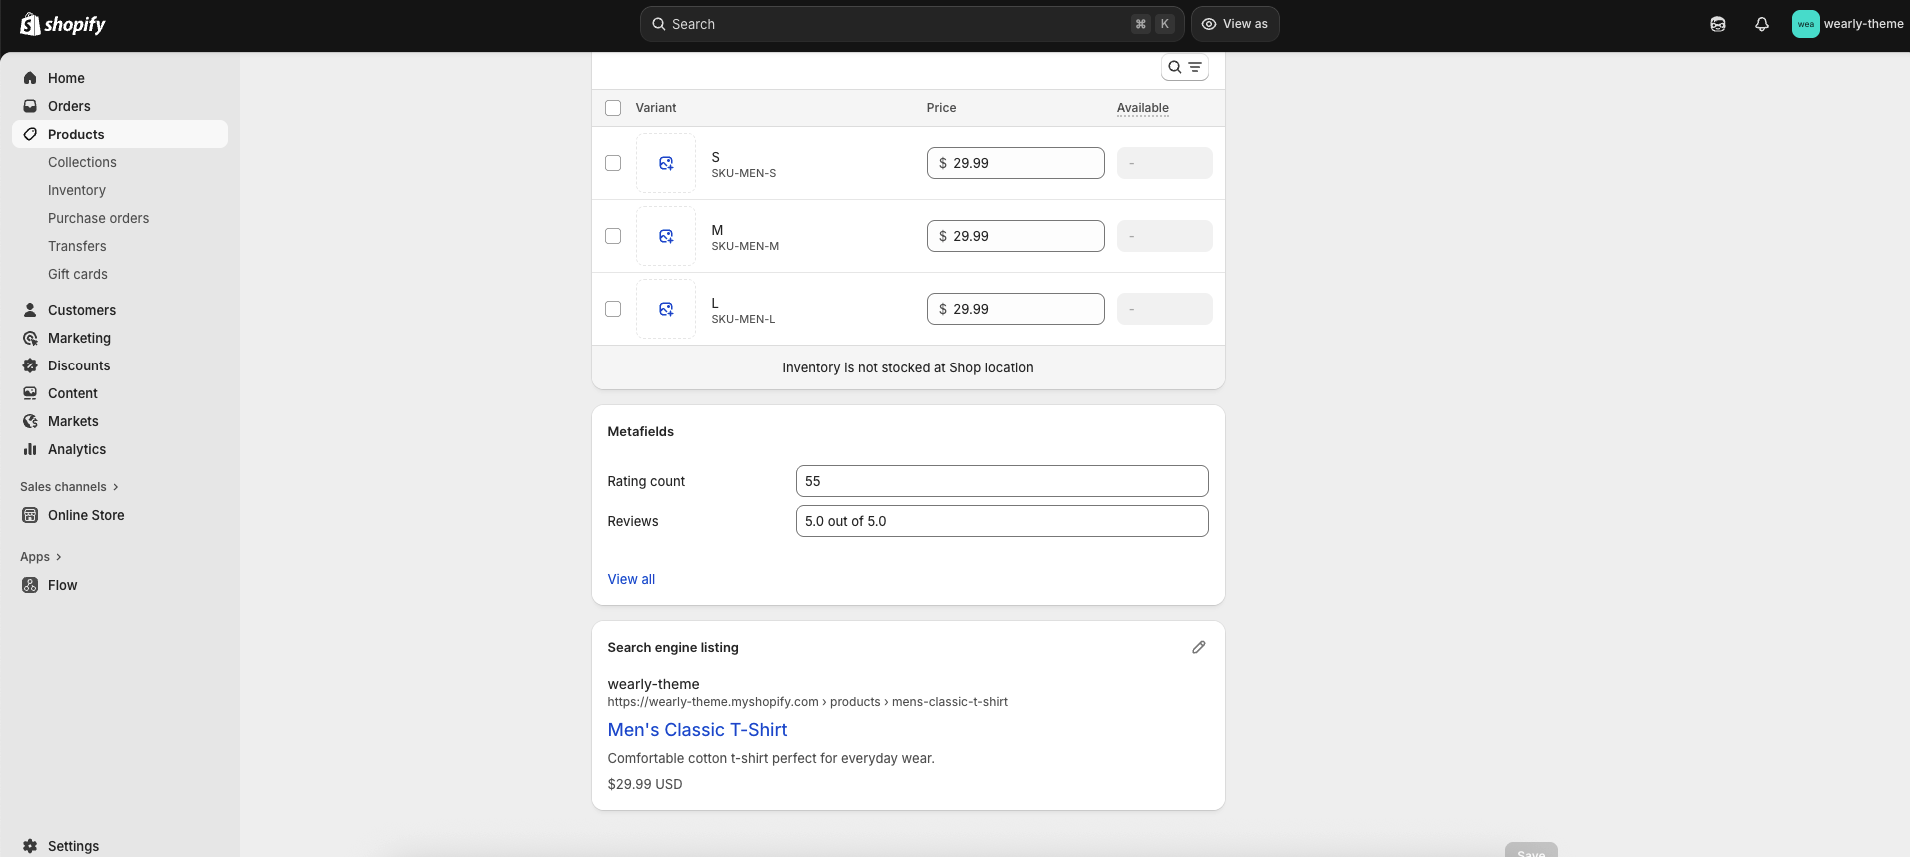 shopify
Search
⌘ K
View as
wea
wearly-theme
Home
Orders
Products
Collections
Inventory
Purchase orders
Transfers
Gift cards
Customers
Marketing
Discounts
Content
Markets
Analytics
Sales channels
Online Store
Apps
Flow
Settings
Variant Price Available
S
SKU-MEN-S
$ 29.99 -
M
SKU-MEN-M
$ 29.99 -
L
SKU-MEN-L
$ 29.99 -
Inventory is not stocked at Shop location
Metafields
Rating count 55
Reviews 5.0 out of 5.0
View all
Search engine listing
wearly-theme
https://wearly-theme.myshopify.com › products › mens-classic-t-shirt
Men's Classic T-Shirt
Comfortable cotton t-shirt perfect for everyday wear.
$29.99 USD
Save